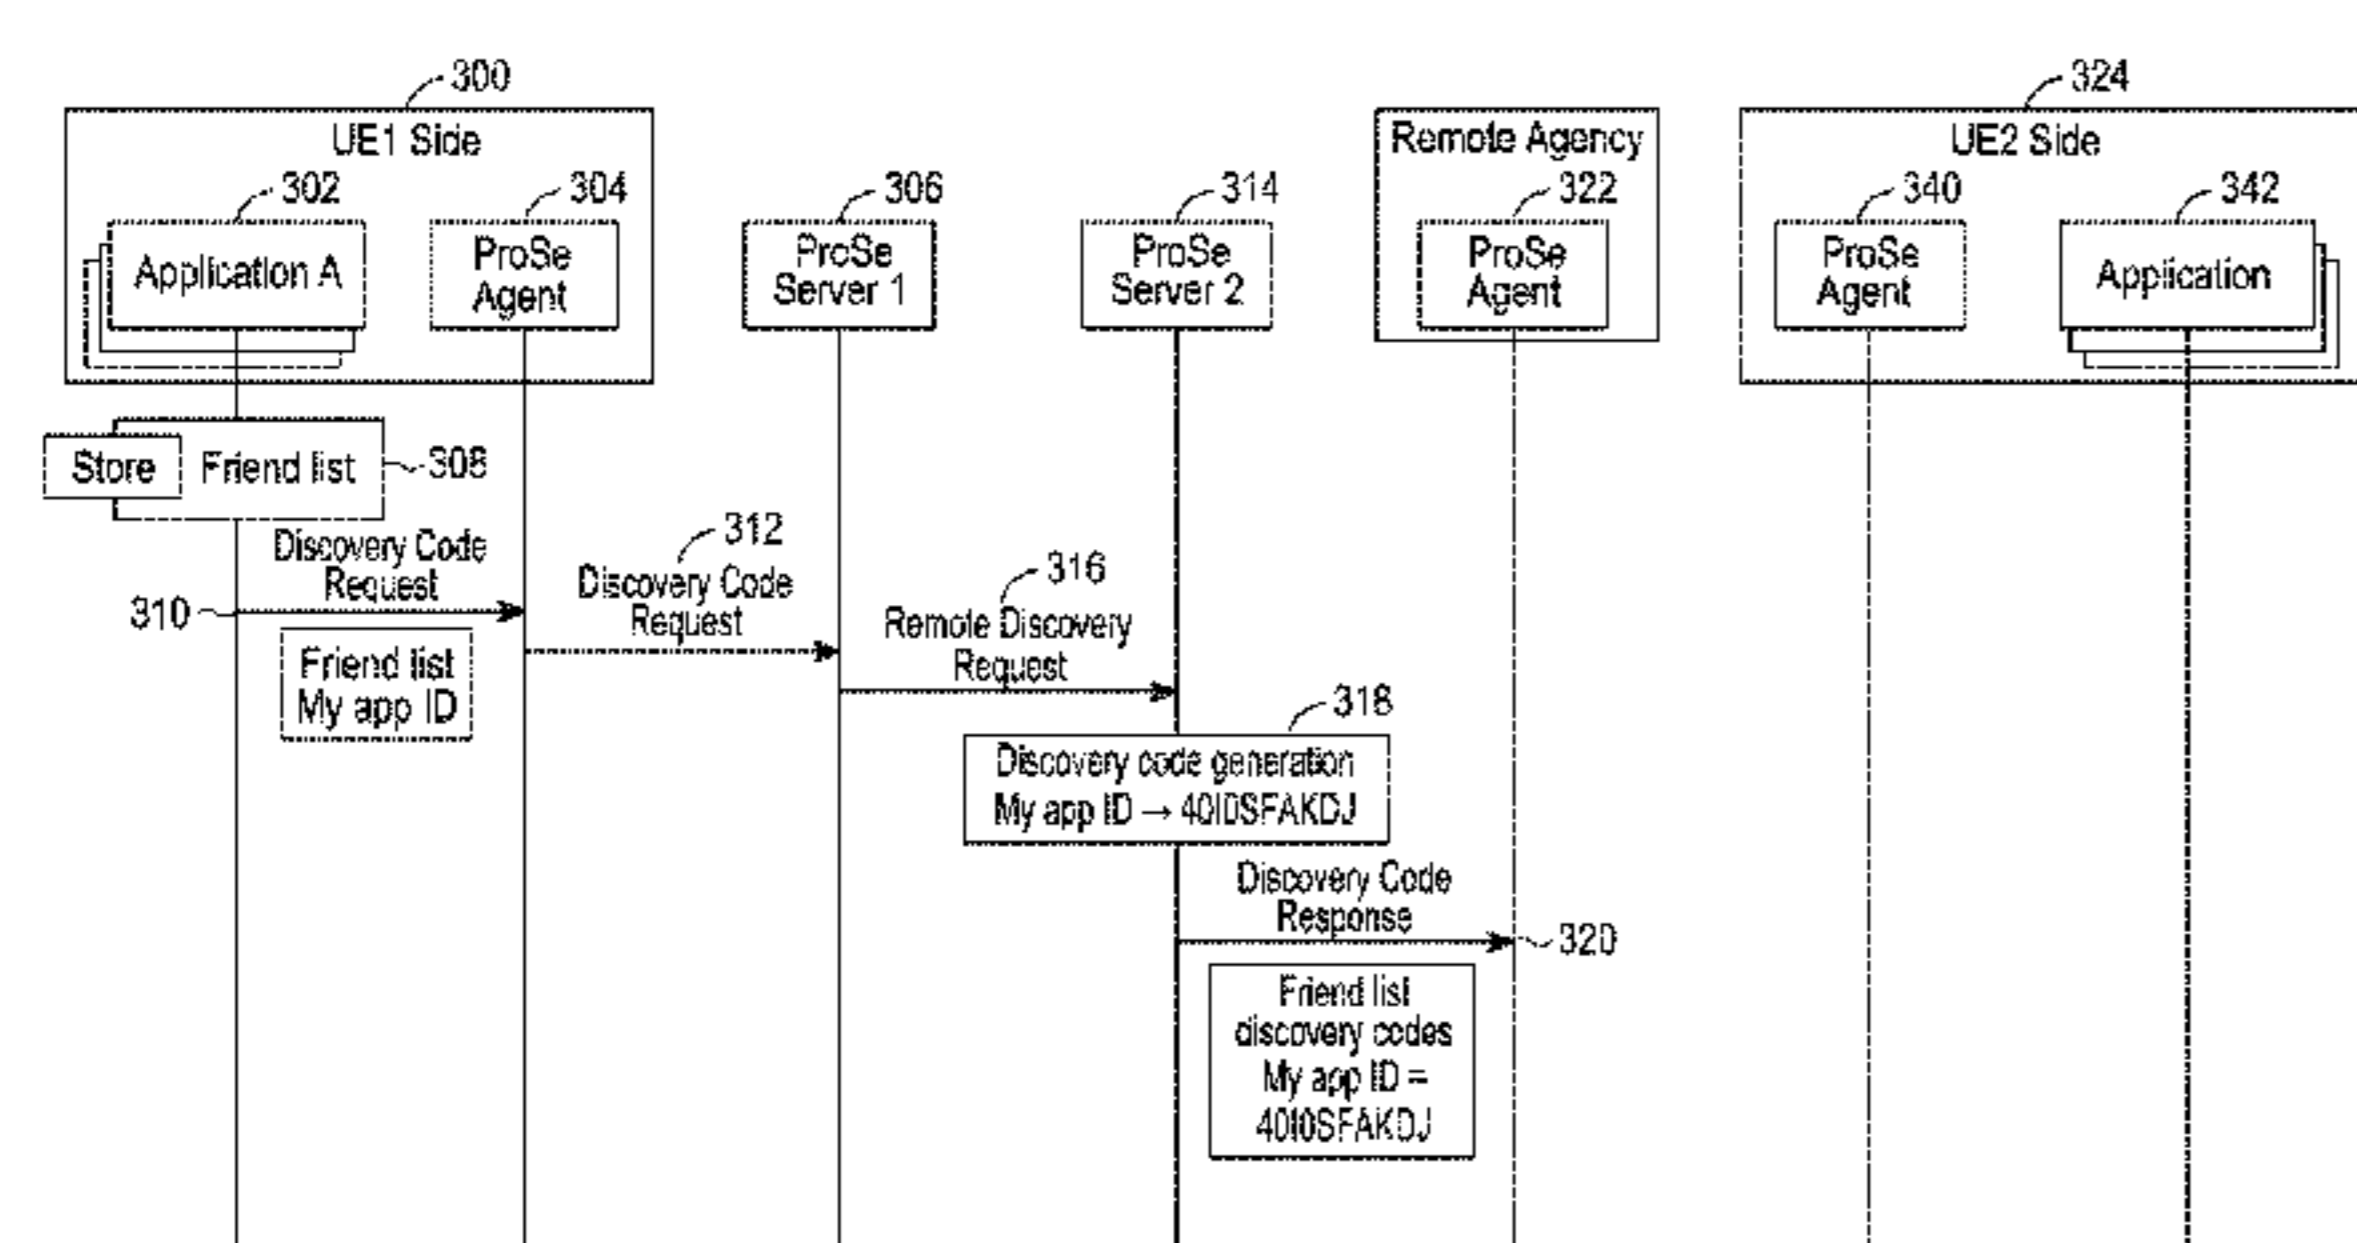 300
324
UE1 Side
Remote Agency
UE2 Side
302
304
306
314
322
340
342
Application A
ProSe
Agent
ProSe
Server 1
ProSe
Server 2
ProSe
Agent
ProSe
Agent
Application
Store
Friend list
308
Discovery Code
Request
310
Friend list
My app ID
312
Discovery Code
Request
316
Remote Discovery
Request
318
Discovery code generation
My app ID → 40I0SFAKDJ
Discovery Code
Response
320
Friend list
discovery codes
My app ID =
40I0SFAKDJ